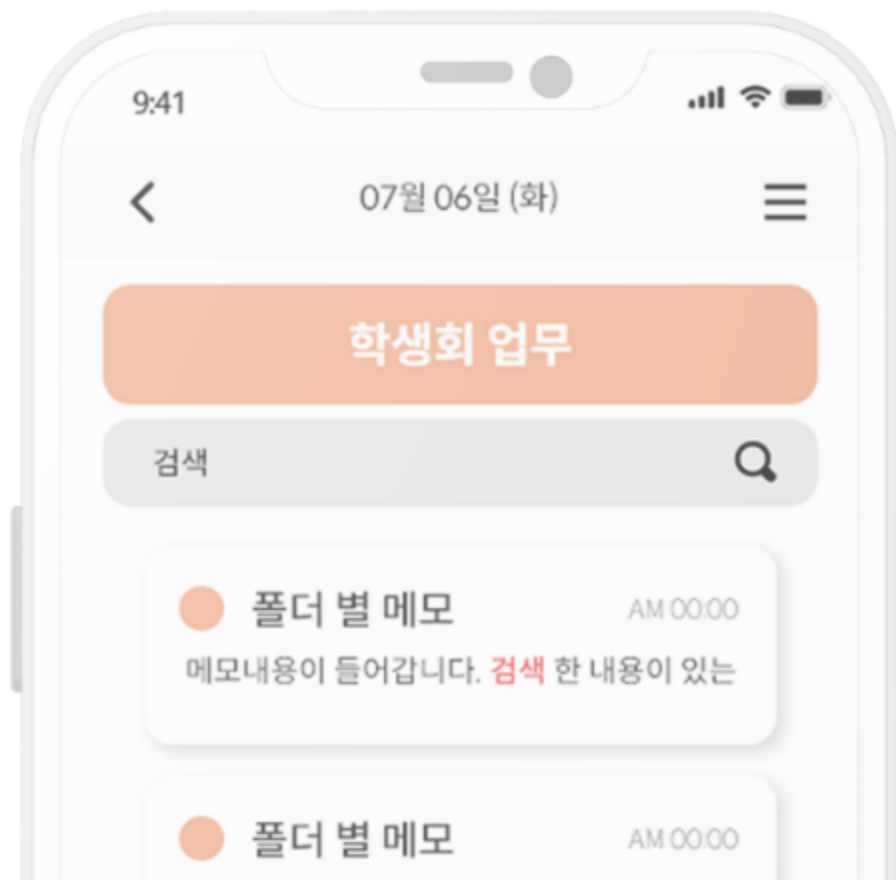 9:41
07월 06일 (화)
학생회 업무
검색
폴더 별 메모 AM 00:00
메모내용이 들어갑니다. 검색 한 내용이 있는
폴더 별 메모 AM 00:00